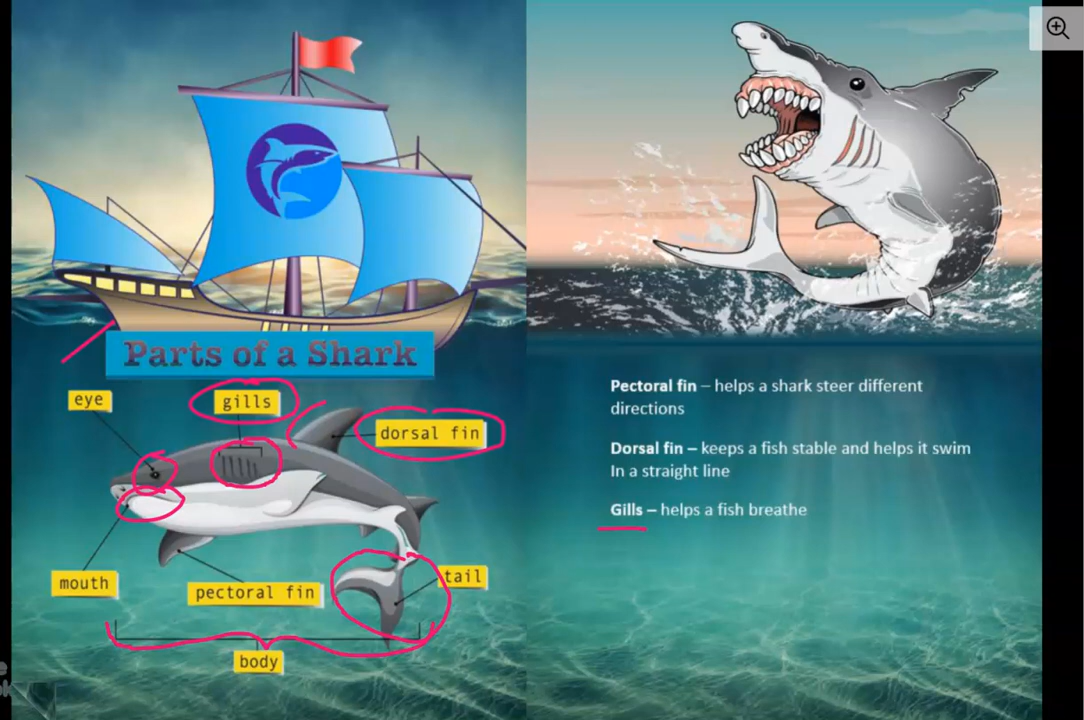 Parts of a Shark
eye
gills
dorsal fin
mouth
pectoral fin
tail
body
Pectoral fin – helps a shark steer different
directions
Dorsal fin – keeps a fish stable and helps it swim
In a straight line
Gills – helps a fish breathe